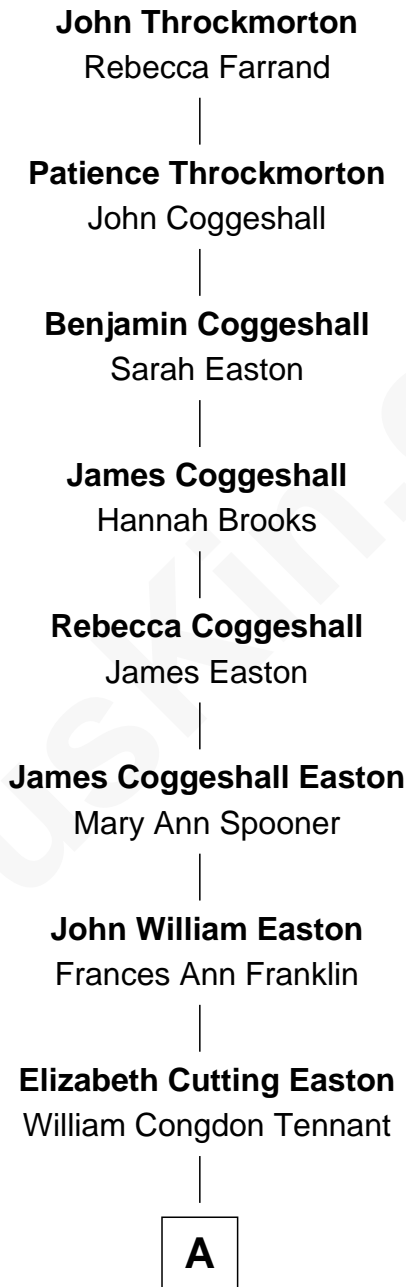 John Throckmorton
Rebecca Farrand
Patience Throckmorton
John Coggeshall
Benjamin Coggeshall
Sarah Easton
James Coggeshall
Hannah Brooks
Rebecca Coggeshall
James Easton
James Coggeshall Easton
Mary Ann Spooner
John William Easton
Frances Ann Franklin
Elizabeth Cutting Easton
William Congdon Tennant
A